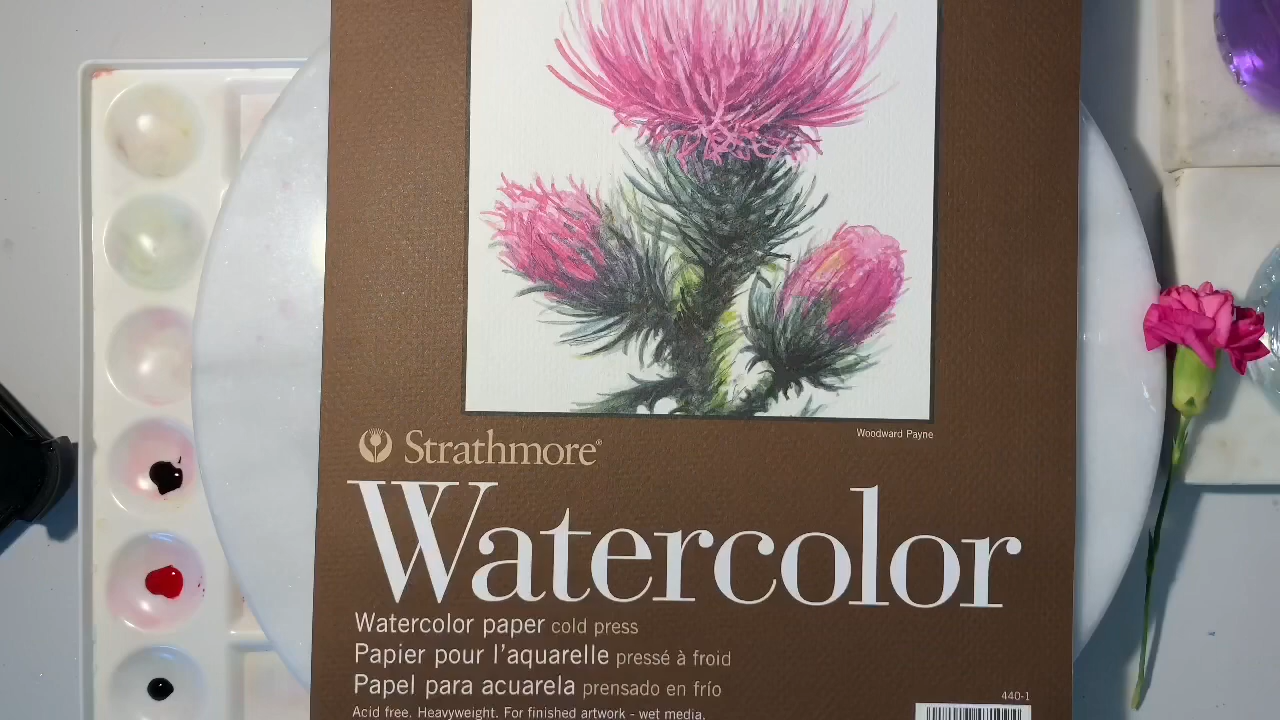 Woodward Payne
Strathmore®
Watercolor
Watercolor paper cold press
Papier pour l'aquarelle pressé à froid
Papel para acuarela prensado en frío
440-1
Acid free. Heavyweight. For finished artwork - wet media.